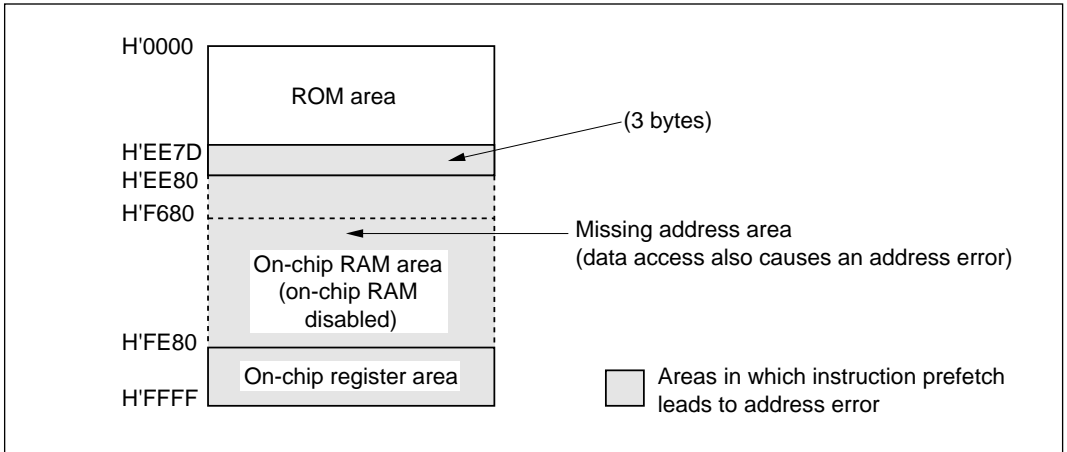 H'0000
ROM area
(3 bytes)
H'EE7D
H'EE80
H'F680
Missing address area
(data access also causes an address error)
On-chip RAM area
(on-chip RAM
disabled)
H'FE80
On-chip register area
H'FFFF
Areas in which instruction prefetch
leads to address error